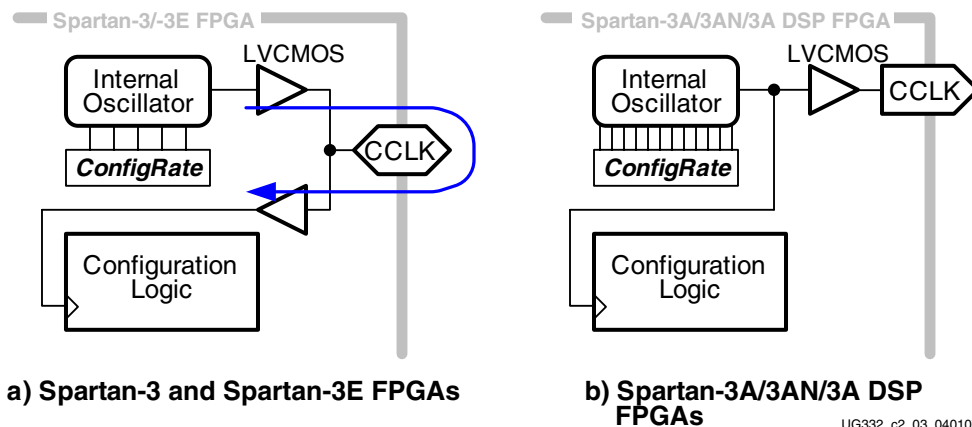 Spartan-3/-3E FPGA
LVCMOS
Internal
Oscillator
ConfigRate
CCLK
Configuration
Logic
a) Spartan-3 and Spartan-3E FPGAs
Spartan-3A/3AN/3A DSP FPGA
LVCMOS
Internal
Oscillator
CCLK
ConfigRate
Configuration
Logic
b) Spartan-3A/3AN/3A DSP
FPGAs
UG332_c2_03_04010